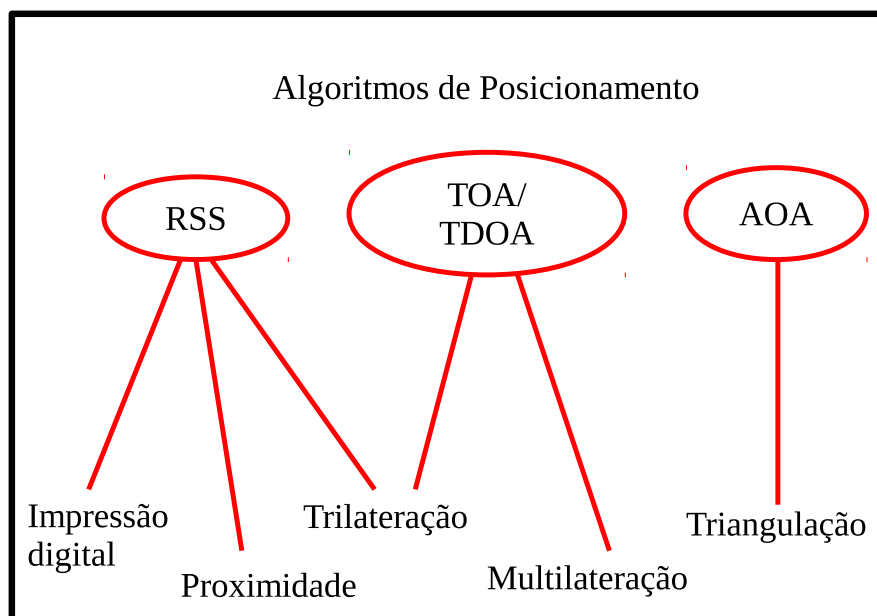 Algoritmos de Posicionamento
RSS
TOA/
TDOA
AOA
Impressão
digital
Proximidade
Trilateração
Multilateração
Triangulação